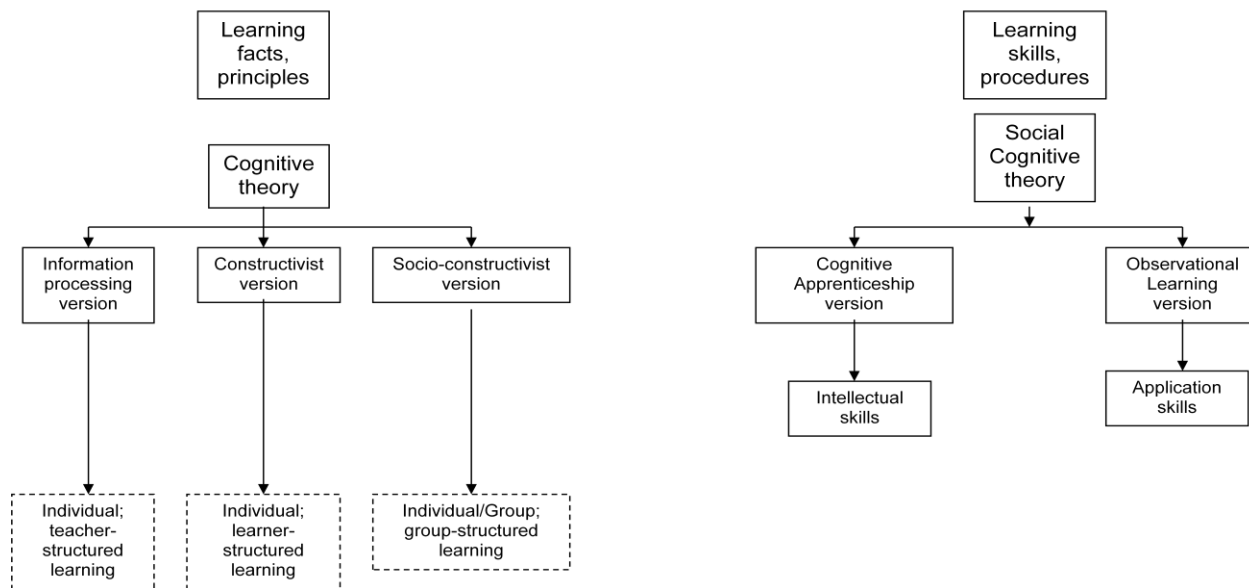 Learning
facts,
principles
Learning
skills,
procedures
Cognitive
theory
Social
Cognitive
theory
Information
processing
version
Constructivist
version
Socio-constructivist
version
Cognitive
Apprenticeship
version
Observational
Learning
version
Intellectual
skills
Application
skills
Individual;
teacher-
structured
learning
Individual;
learner-
structured
learning
Individual/Group;
group-structured
learning